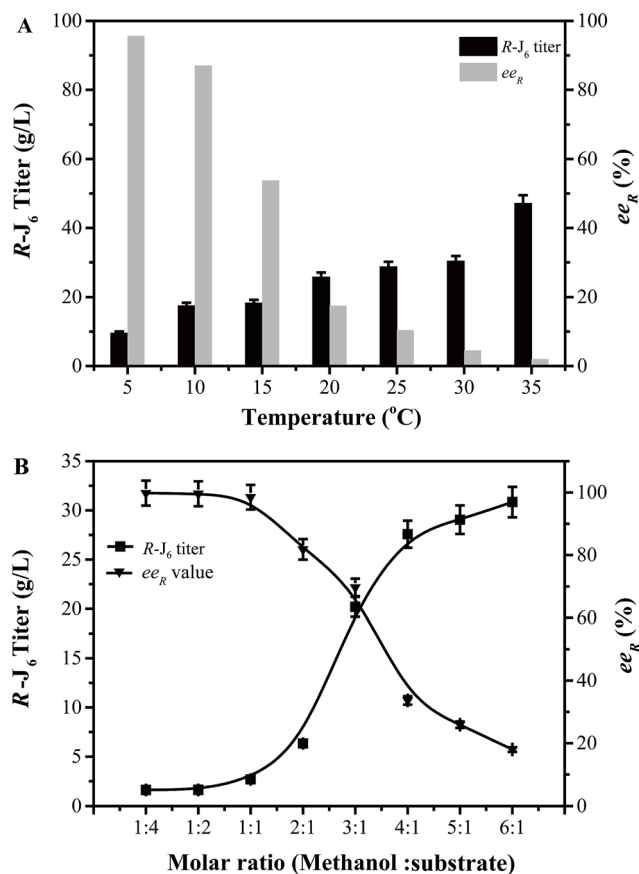 A
R-J6 Titer (g/L)
100
80
60
40
20
0
R-J6 titer
eeR
100
80
60
40
20
0
eeR (%)
5 10 15 20 25 30 35
Temperature (oC)
B
R-J6 Titer (g/L)
35
30
25
20
15
10
5
0
R-J6 titer
eeR value
100
80
60
40
20
0
eeR (%)
1:4 1:2 1:1 2:1 3:1 4:1 5:1 6:1
Molar ratio (Methanol :substrate)